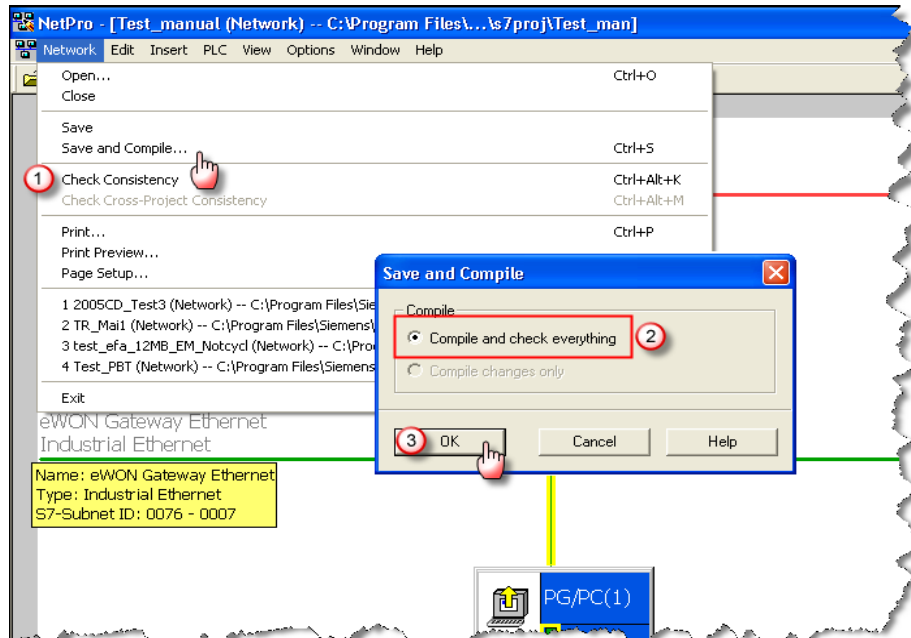 NetPro - [Test_manual (Network) -- C:\Program Files\...\s7proj\Test_man]
Network Edit Insert PLC View Options Window Help
Open... Ctrl+O
Close
Save
Save and Compile... Ctrl+S
1 Check Consistency Ctrl+Alt+K
Check Cross-Project Consistency Ctrl+Alt+M
Print... Ctrl+P
Print Preview...
Page Setup...
1 2005CD_Test3 (Network) -- C:\Program Files\Sie
2 TR_Mai1 (Network) -- C:\Program Files\Siemens\
3 test_efa_12MB_EM_Notcycl (Network) -- C:\Pro
4 Test_PBT (Network) -- C:\Program Files\Siemens
Exit
Save and Compile
Compile
Compile and check everything 2
Compile changes only
3 OK Cancel Help
eWON Gateway Ethernet
Industrial Ethernet
Name: eWON Gateway Ethernet
Type: Industrial Ethernet
S7-Subnet ID: 0076 - 0007
PG/PC(1)